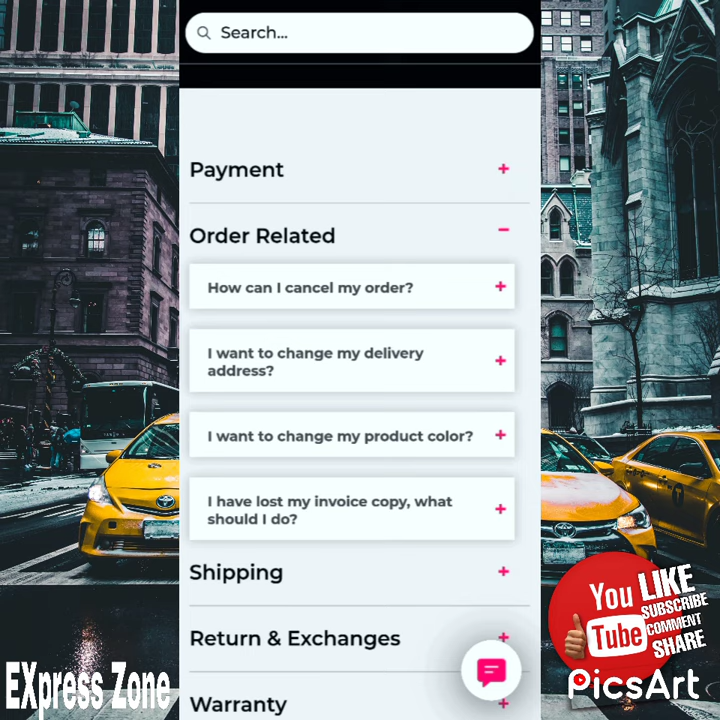 Search...
Payment
Order Related
How can I cancel my order?
I want to change my delivery
address?
I want to change my product color?
I have lost my invoice copy, what
should I do?
Shipping
Return & Exchanges
Warranty
You
Tube
LIKE
SUBSCRIBE
COMMENT
SHARE
EXpress Zone
PicsArt